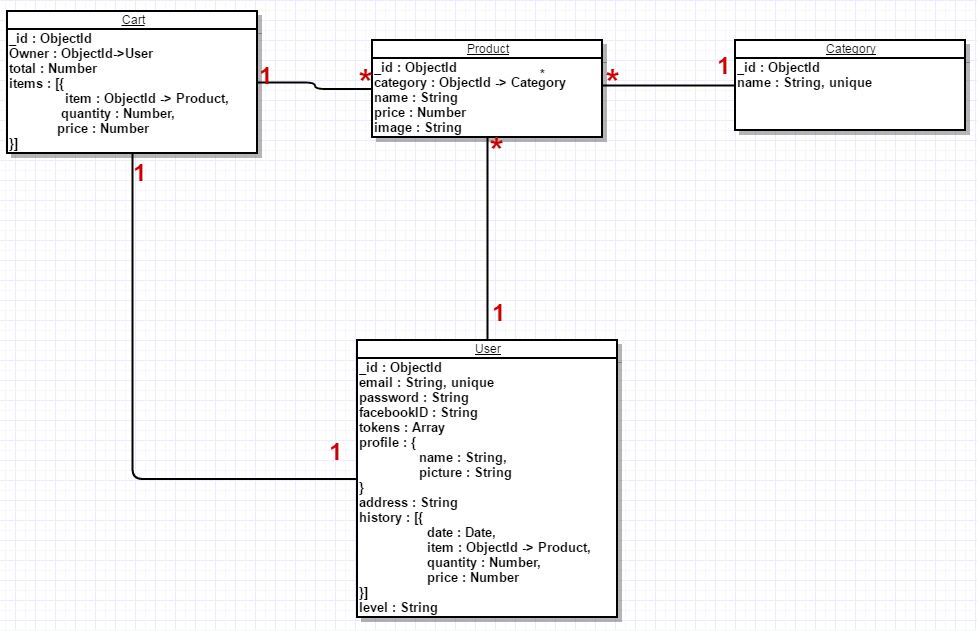 Cart
_id : ObjectId
Owner : ObjectId->User
total : Number
items : [{
item : ObjectId -> Product,
quantity : Number,
price : Number
}]
1
*
Product
_id : ObjectId
*
category : ObjectId -> Category
name : String
price : Number
image : String
*
1
Category
_id : ObjectId
name : String, unique
1
*
1
1
User
_id : ObjectId
email : String, unique
password : String
facebookID : String
tokens : Array
profile : {
name : String,
picture : String
}
address : String
history : [{
date : Date,
item : ObjectId -> Product,
quantity : Number,
price : Number
}]
level : String